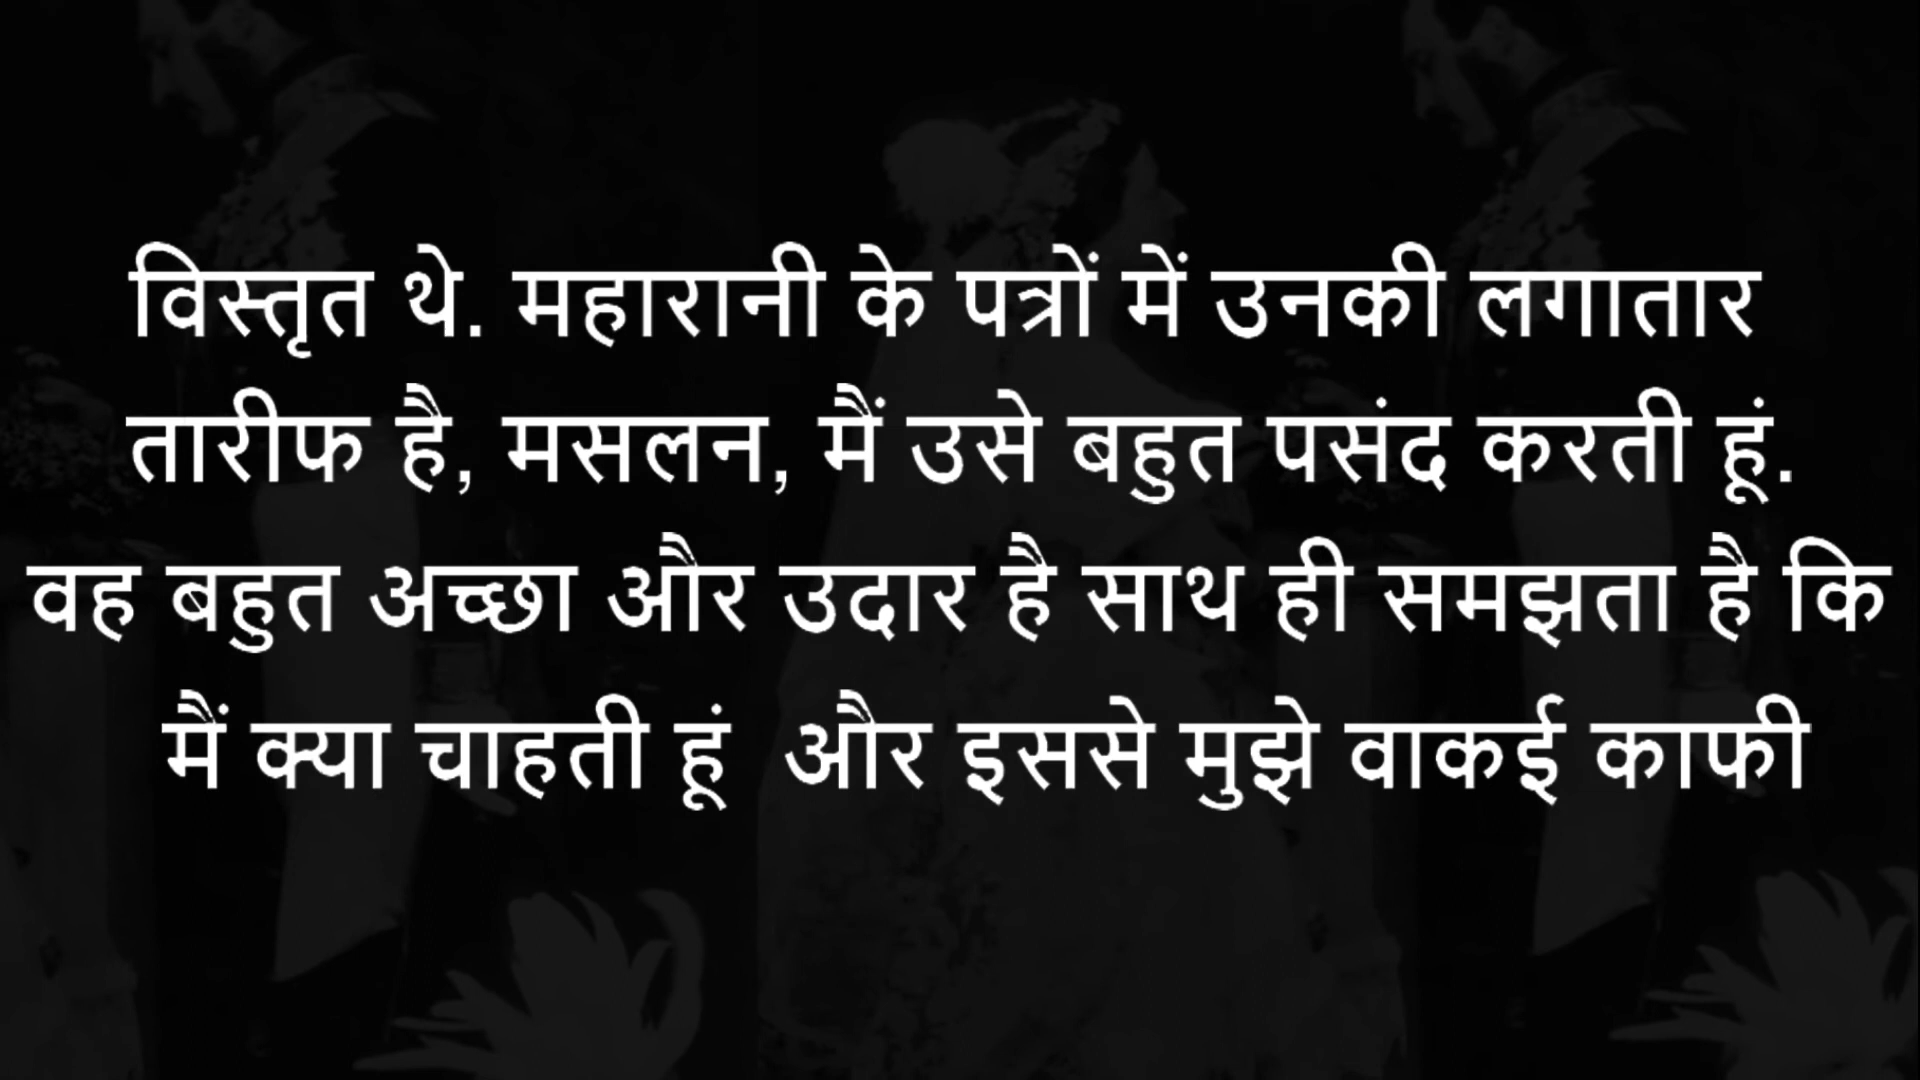 विस्तृत थे. महारानी के पत्रों में उनकी लगातार
तारीफ है, मसलन, मैं उसे बहुत पसंद करती हूं.
वह बहुत अच्छा और उदार है साथ ही समझता है कि
मैं क्या चाहती हूं और इससे मुझे वाकई काफी